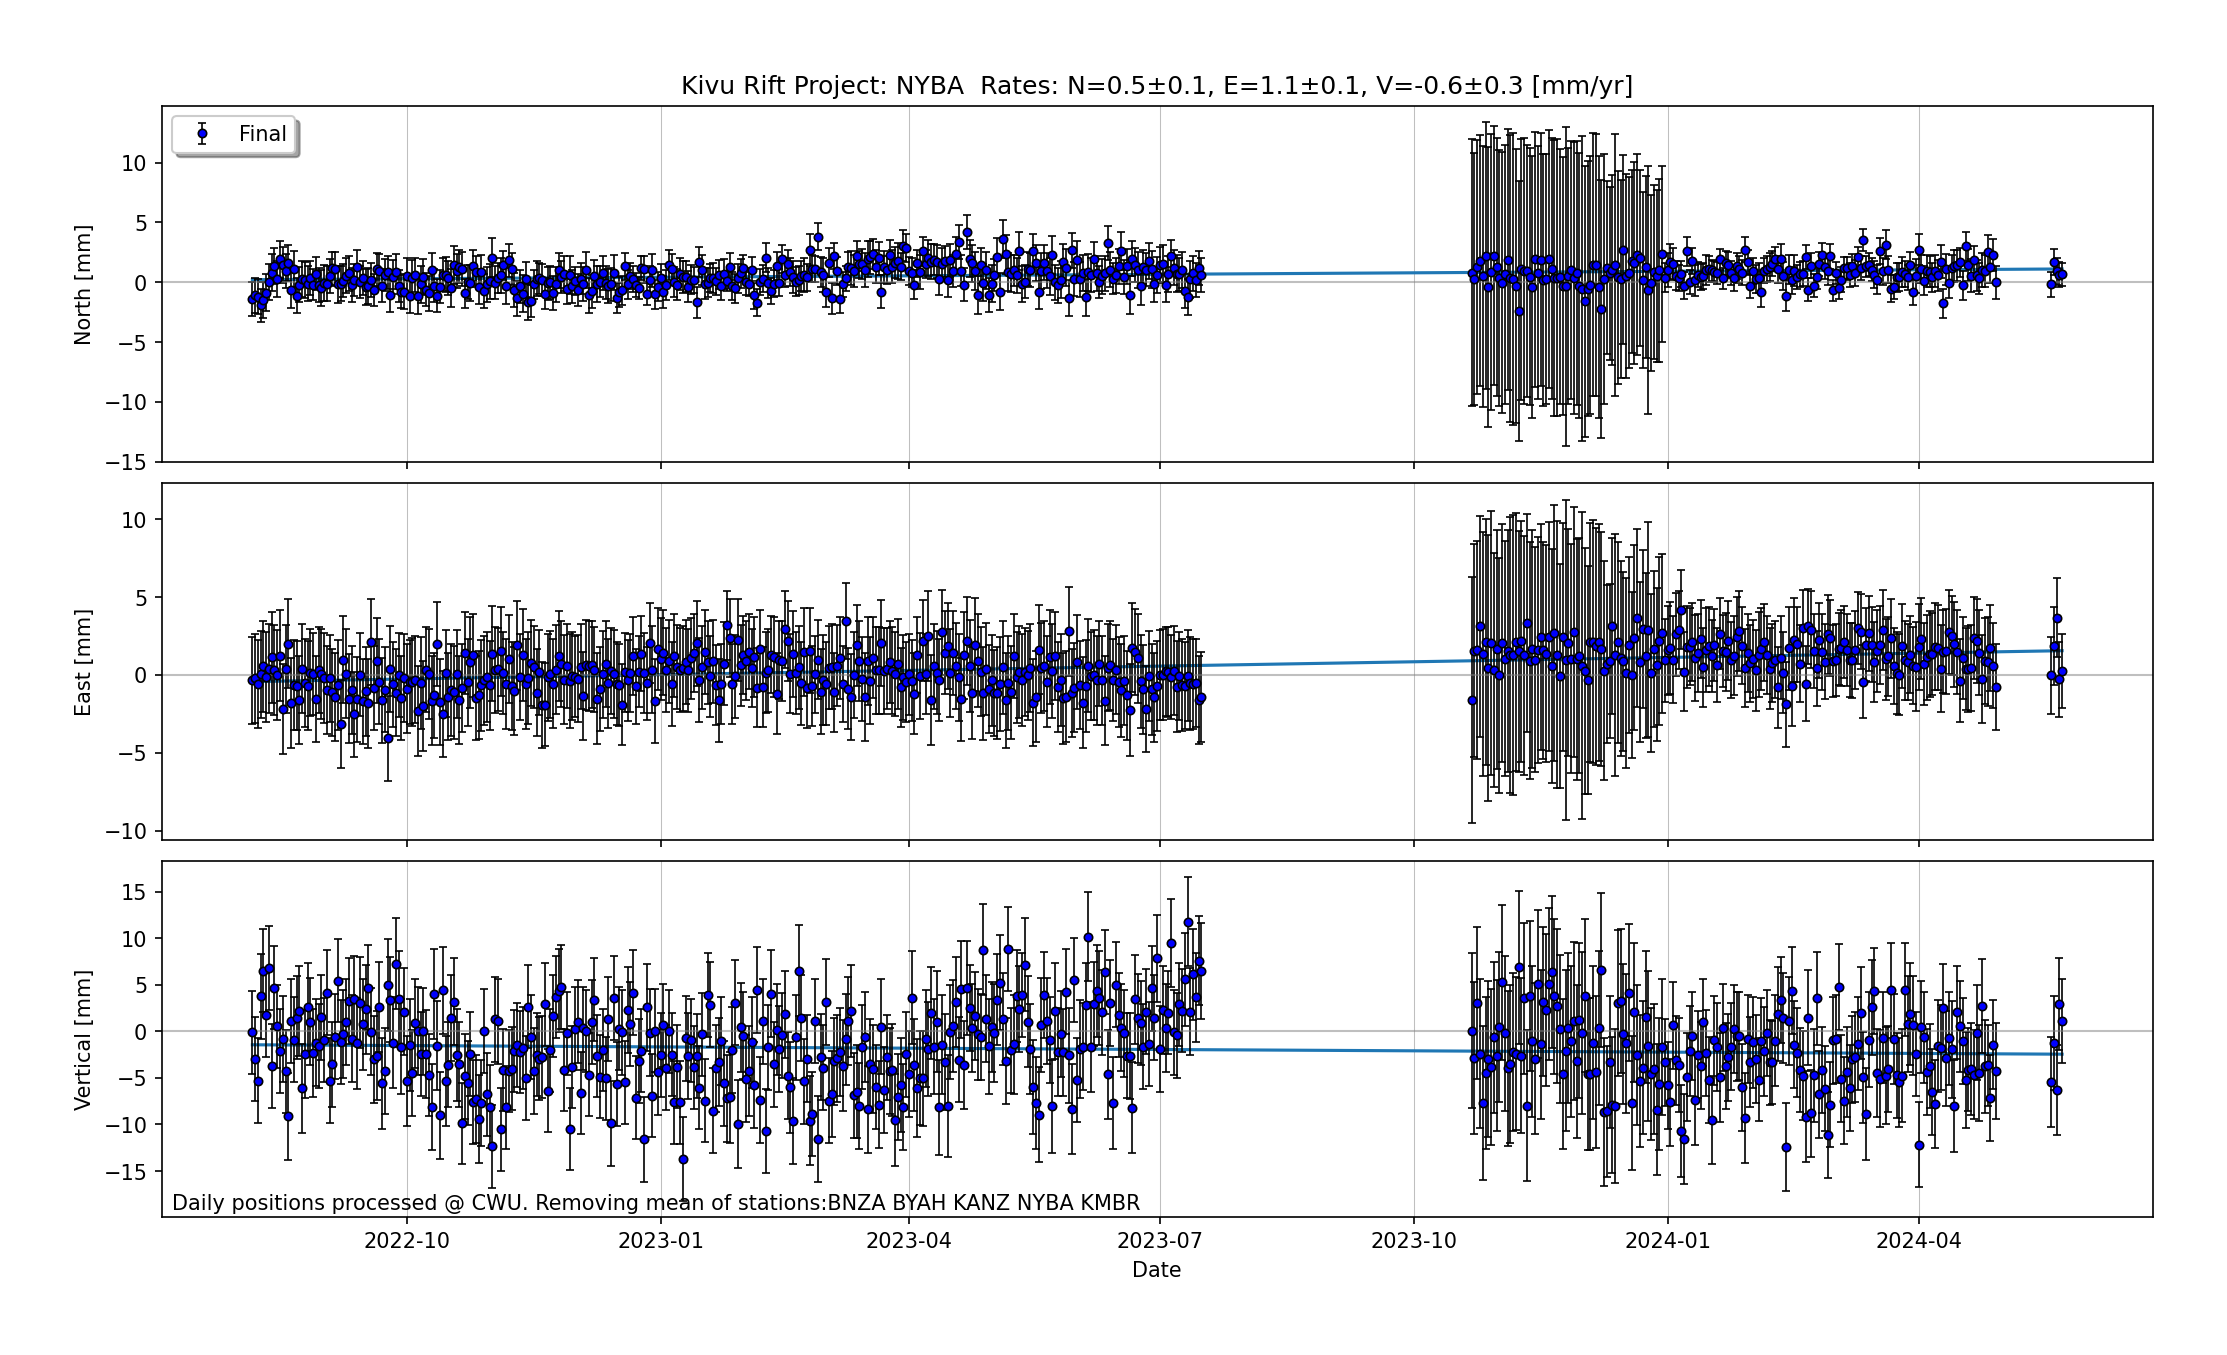 Kivu Rift Project: NYBA  Rates: N=0.5±0.1, E=1.1±0.1, V=-0.6±0.3 [mm/yr]
Final
North [mm]
10
5
0
−5
−10
−15
East [mm]
10
5
0
−5
−10
Vertical [mm]
15
10
5
0
−5
−10
−15
Daily positions processed @ CWU. Removing mean of stations:BNZA BYAH KANZ NYBA KMBR
2022-10 2023-01 2023-04 2023-07 2023-10 2024-01 2024-04
Date